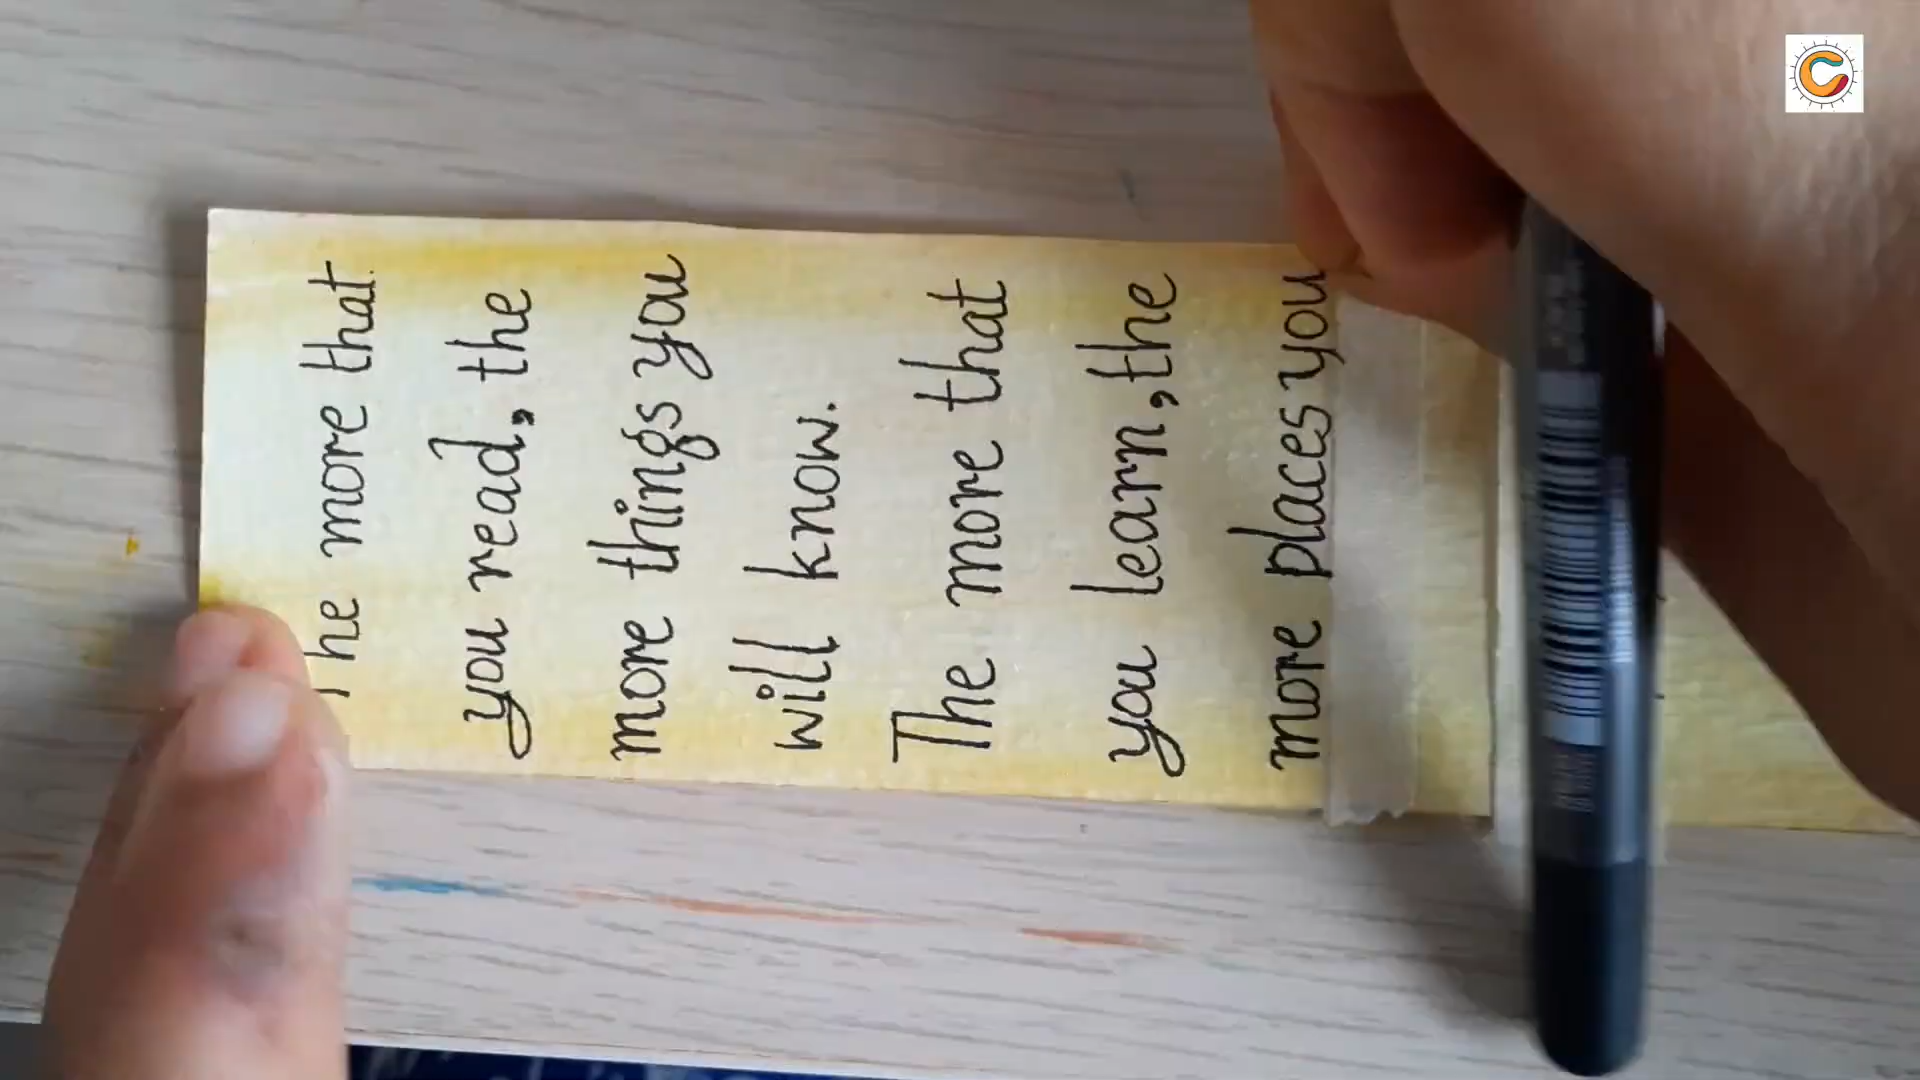 The more that
you read, the
more things you
will know.
The more that
you learn, the
more places you